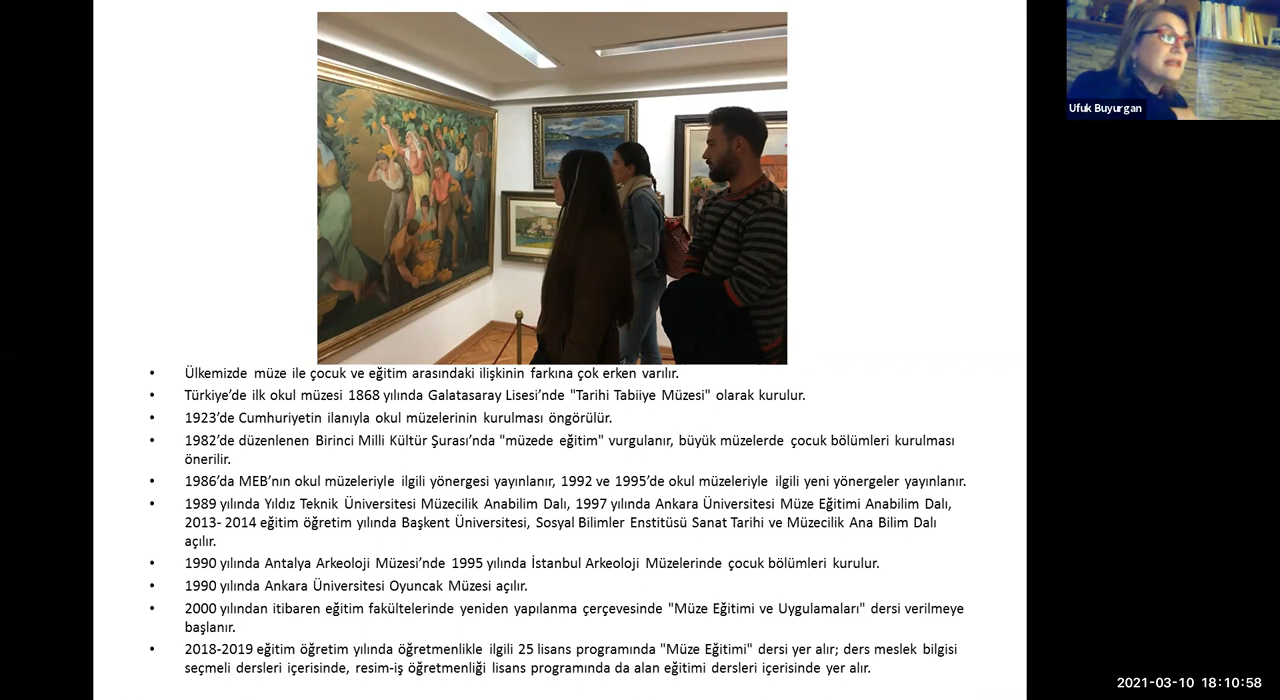 Ufuk Buyurgan
• Ülkemizde müze ile çocuk ve eğitim arasındaki ilişkinin farkına çok erken varılır.
• Türkiye’de ilk okul müzesi 1868 yılında Galatasaray Lisesi’nde "Tarihi Tabiiye Müzesi" olarak kurulur.
• 1923’de Cumhuriyetin ilanıyla okul müzelerinin kurulması öngörülür.
• 1982’de düzenlenen Birinci Milli Kültür Şurası’nda "müzede eğitim" vurgulanır, büyük müzelerde çocuk bölümleri kurulması
önerilir.
• 1986’da MEB’nın okul müzeleriyle ilgili yönergesi yayınlanır, 1992 ve 1995’de okul müzeleriyle ilgili yeni yönergeler yayınlanır.
• 1989 yılında Yıldız Teknik Üniversitesi Müzecilik Anabilim Dalı, 1997 yılında Ankara Üniversitesi Müze Eğitimi Anabilim Dalı,
2013- 2014 eğitim öğretim yılında Başkent Üniversitesi, Sosyal Bilimler Enstitüsü Sanat Tarihi ve Müzecilik Ana Bilim Dalı
açılır.
• 1990 yılında Antalya Arkeoloji Müzesi’nde 1995 yılında İstanbul Arkeoloji Müzelerinde çocuk bölümleri kurulur.
• 1990 yılında Ankara Üniversitesi Oyuncak Müzesi açılır.
• 2000 yılından itibaren eğitim fakültelerinde yeniden yapılanma çerçevesinde "Müze Eğitimi ve Uygulamaları" dersi verilmeye
başlanır.
• 2018-2019 eğitim öğretim yılında öğretmenlikle ilgili 25 lisans programında "Müze Eğitimi" dersi yer alır; ders meslek bilgisi
seçmeli dersleri içerisinde, resim-iş öğretmenliği lisans programında da alan eğitimi dersleri içerisinde yer alır.
2021-03-10 18:10:58